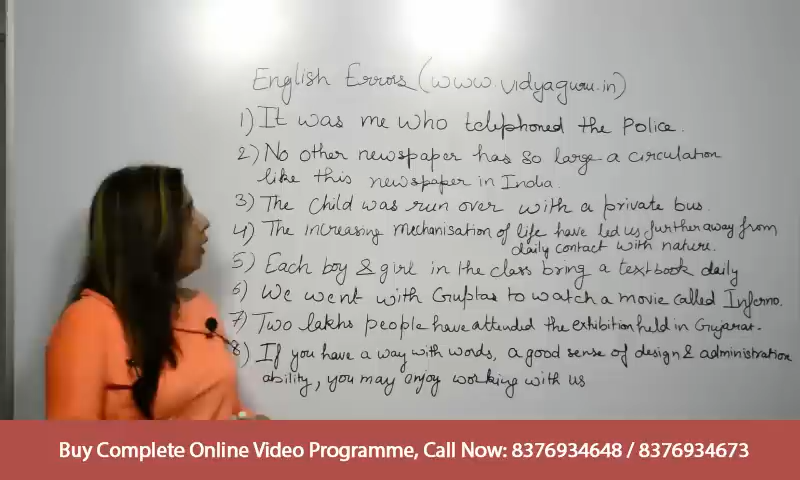 English Errors (www.vidyaguru.in)
1) It was me who telephoned the Police.
2) No other newspaper has so large a circulation
like this newspaper in India.
3) The child was run over with a private bus.
4) The increasing mechanisation of life have led us further away from
daily contact with nature.
5) Each boy & girl in the class bring a textbook daily
6) We went with Guptas to watch a movie called Inferno.
7) Two lakhs people have attended the exhibition held in Gujarat.
8) If you have a way with words, a good sense of design & administration
ability, you may enjoy working with us
Buy Complete Online Video Programme, Call Now: 8376934648 / 8376934673